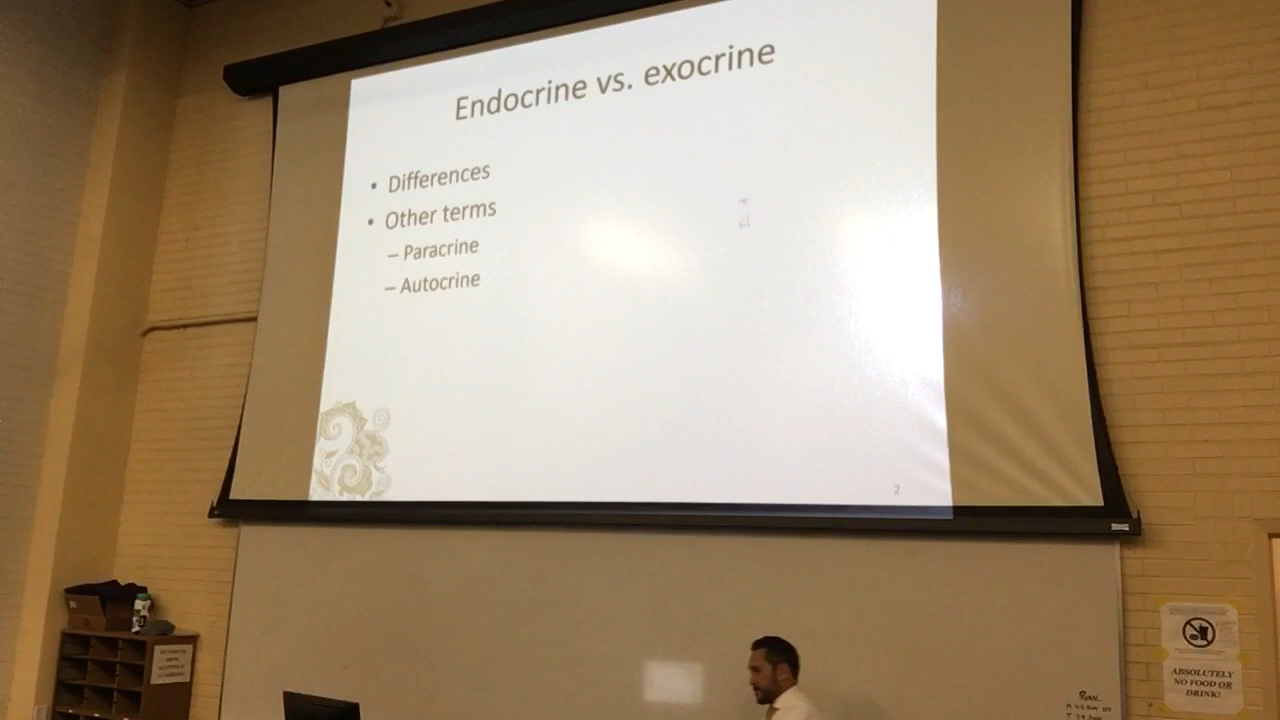 Endocrine vs. exocrine
• Differences
• Other terms
– Paracrine
– Autocrine
2
ABSOLUTELY
NO FOOD OR
DRINK!